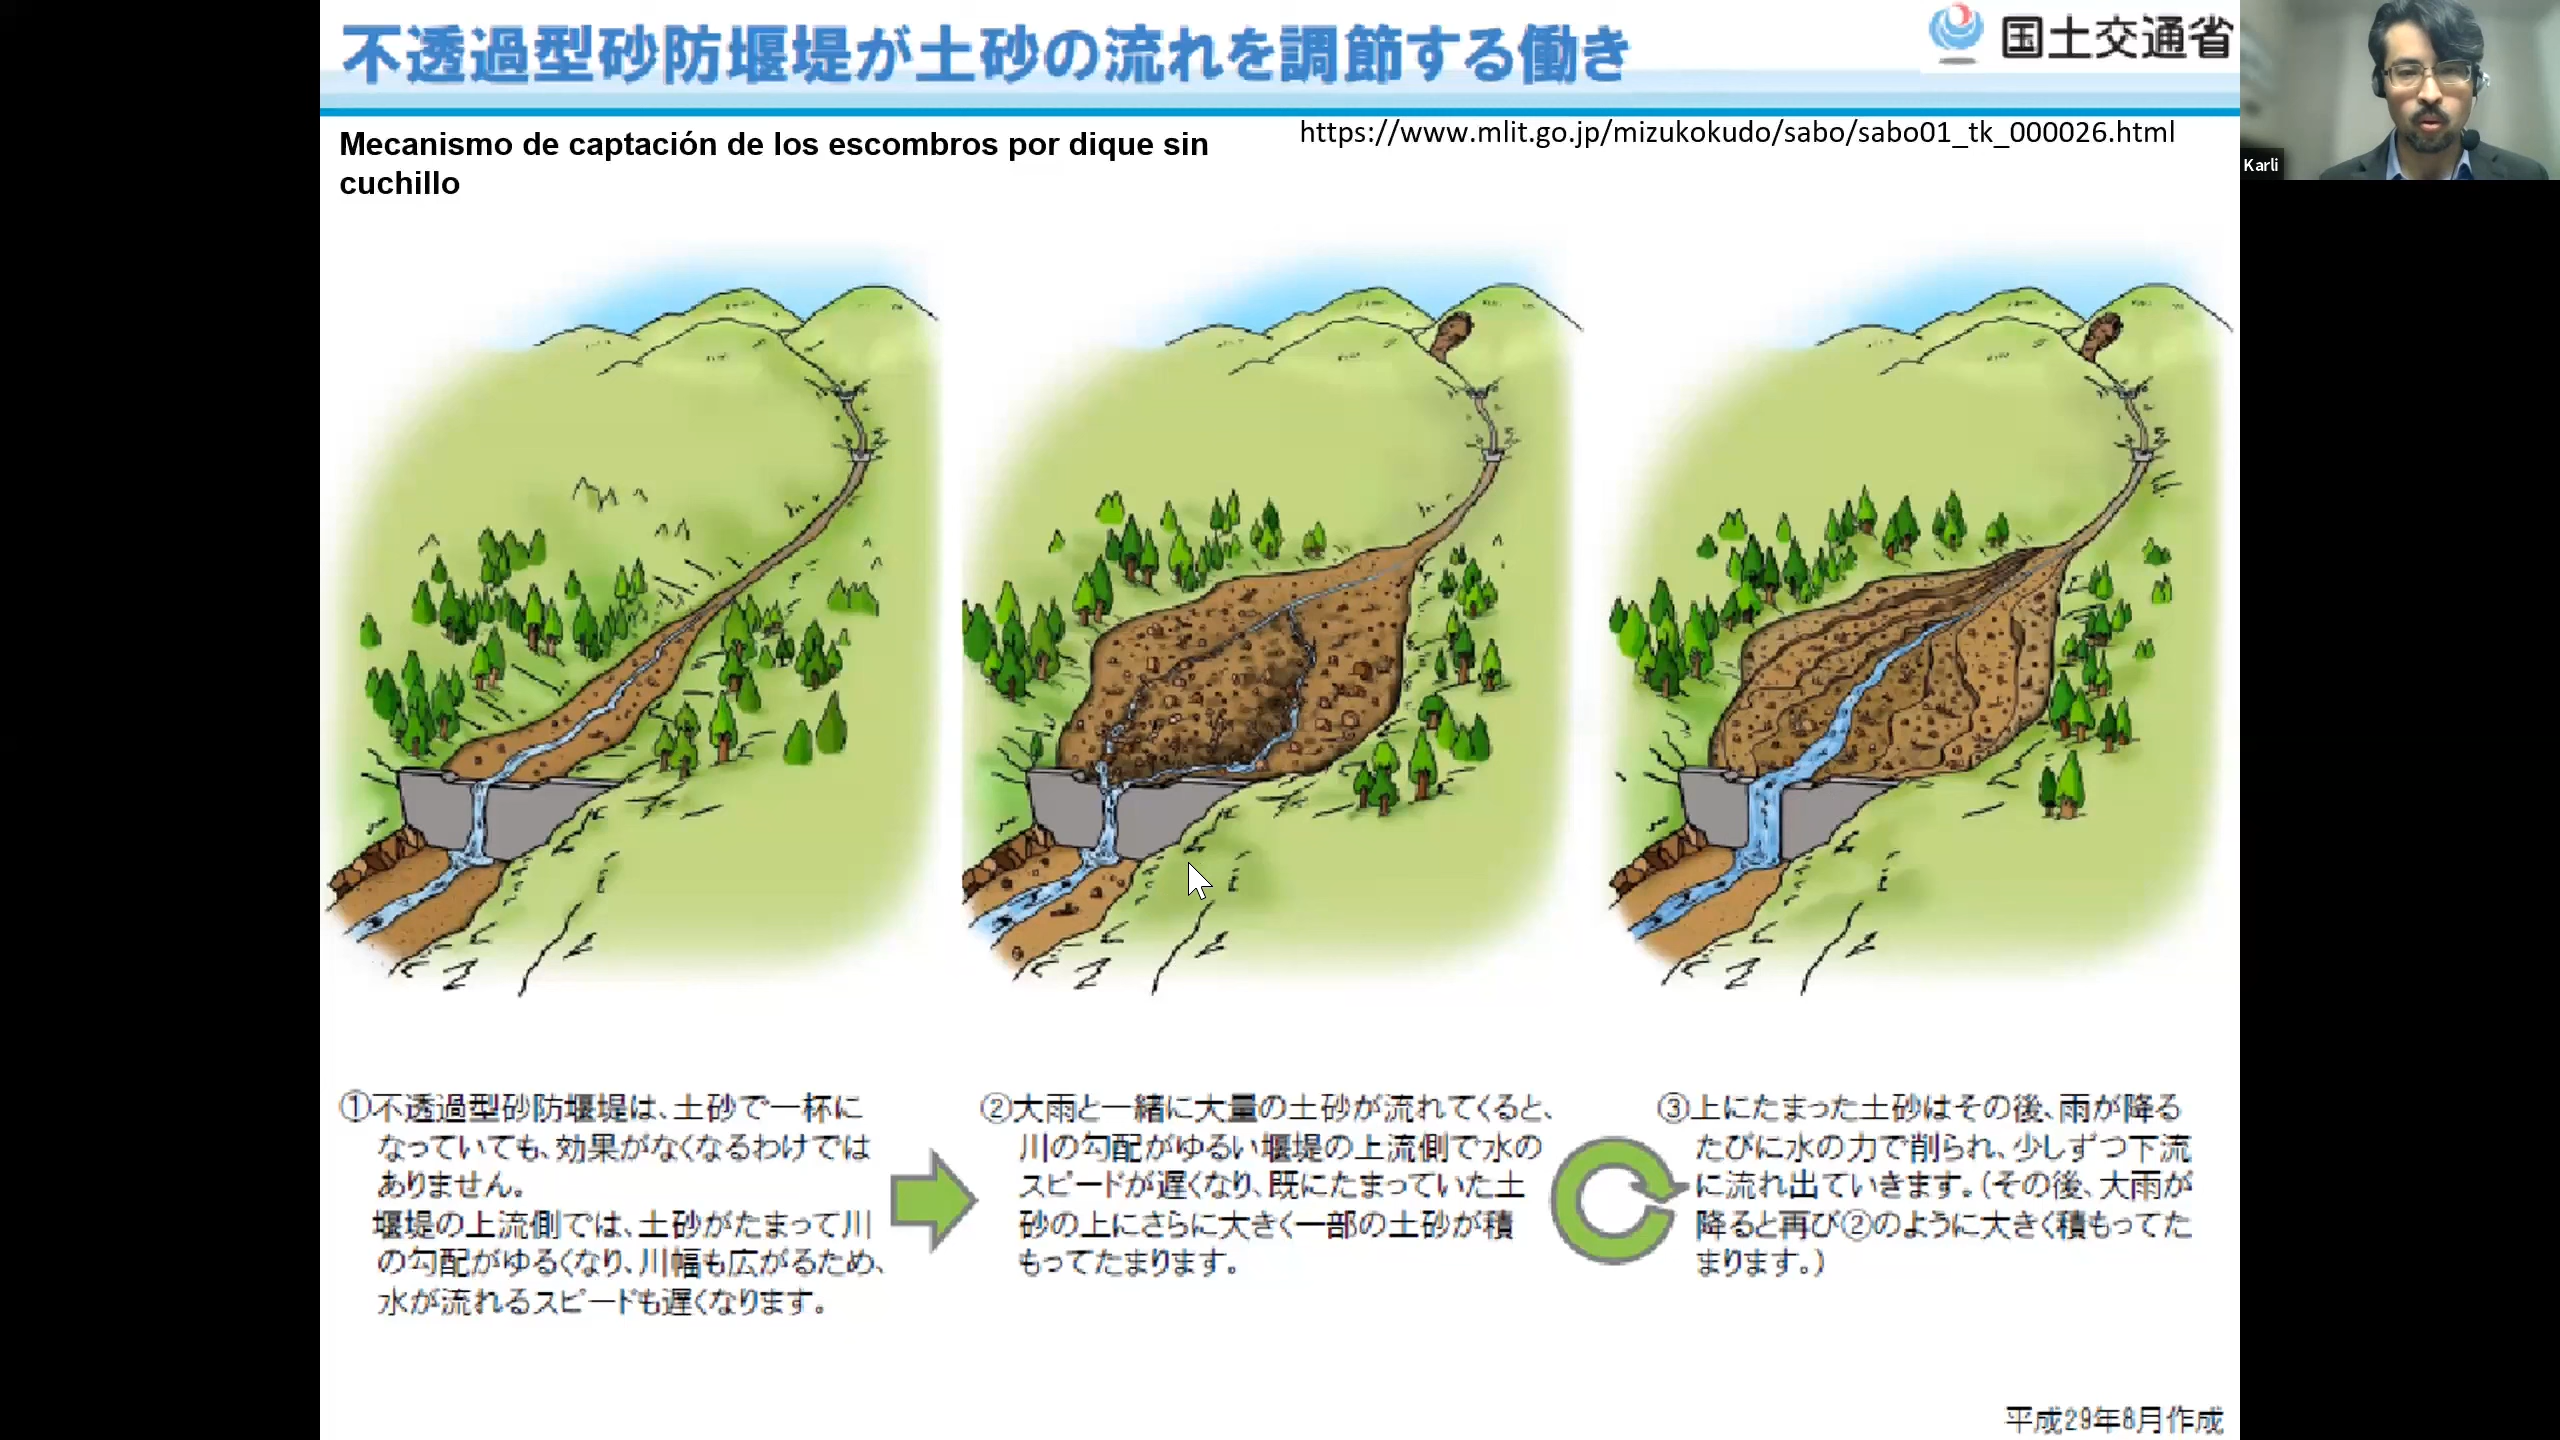 不透過型砂防堰堤が土砂の流れを調節する働き
国土交通省
Karli
Mecanismo de captación de los escombros por dique sin
cuchillo
https://www.mlit.go.jp/mizukokudo/sabo/sabo01_tk_000026.html
①不透過型砂防堰堤は、土砂で一杯に
なっていても、効果がなくなるわけでは
ありません。
堰堤の上流側では、土砂がたまって川
の勾配がゆるくなり、川幅も広がるため、
水が流れるスピードも遅くなります。
②大雨と一緒に大量の土砂が流れてくると、
川の勾配がゆるい堰堤の上流側で水の
スピードが遅くなり、既にたまっていた土
砂の上にさらに大きく一部の土砂が積
もってたまります。
③上にたまった土砂はその後、雨が降る
たびに水の力で削られ、少しずつ下流
に流れ出ていきます。（その後、大雨が
降ると再び②のように大きく積もってた
まります。）
平成29年8月作成